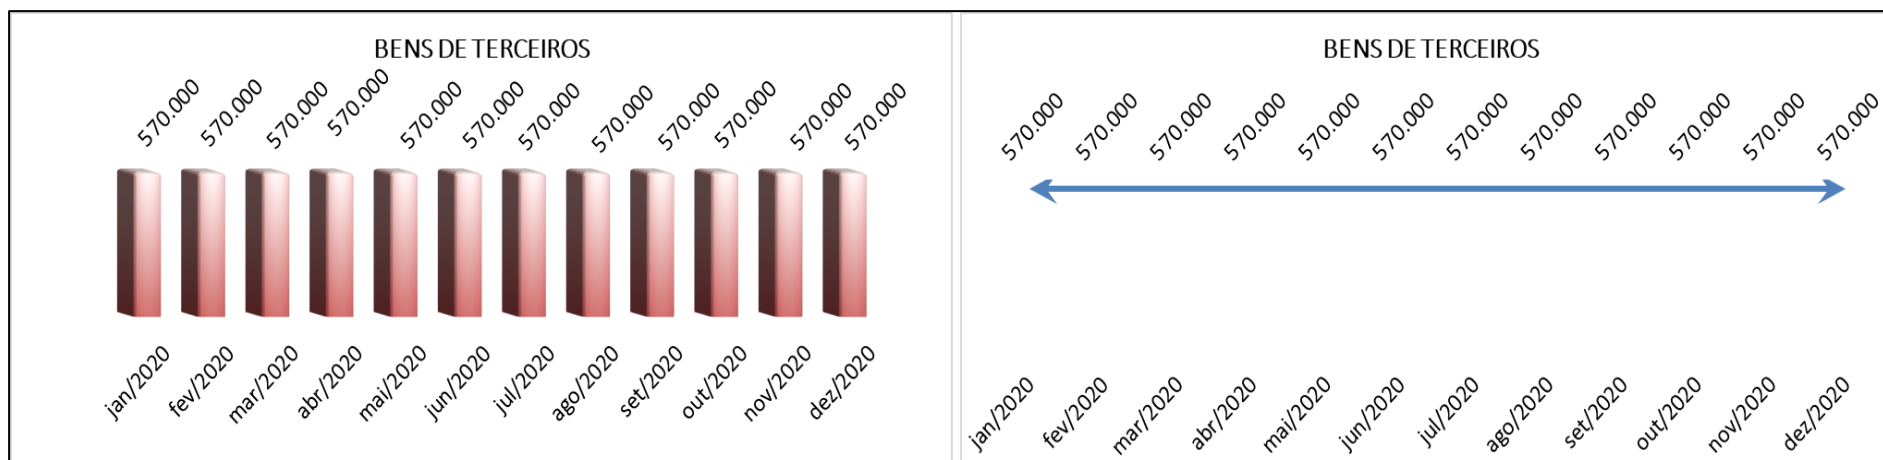 BENS DE TERCEIROS
570.000 570.000 570.000 570.000 570.000 570.000 570.000 570.000 570.000 570.000 570.000 570.000
jan/2020 fev/2020 mar/2020 abr/2020 mai/2020 jun/2020 jul/2020 ago/2020 set/2020 out/2020 nov/2020 dez/2020
BENS DE TERCEIROS
570.000 570.000 570.000 570.000 570.000 570.000 570.000 570.000 570.000 570.000 570.000 570.000
jan/2020 fev/2020 mar/2020 abr/2020 mai/2020 jun/2020 jul/2020 ago/2020 set/2020 out/2020 nov/2020 dez/2020